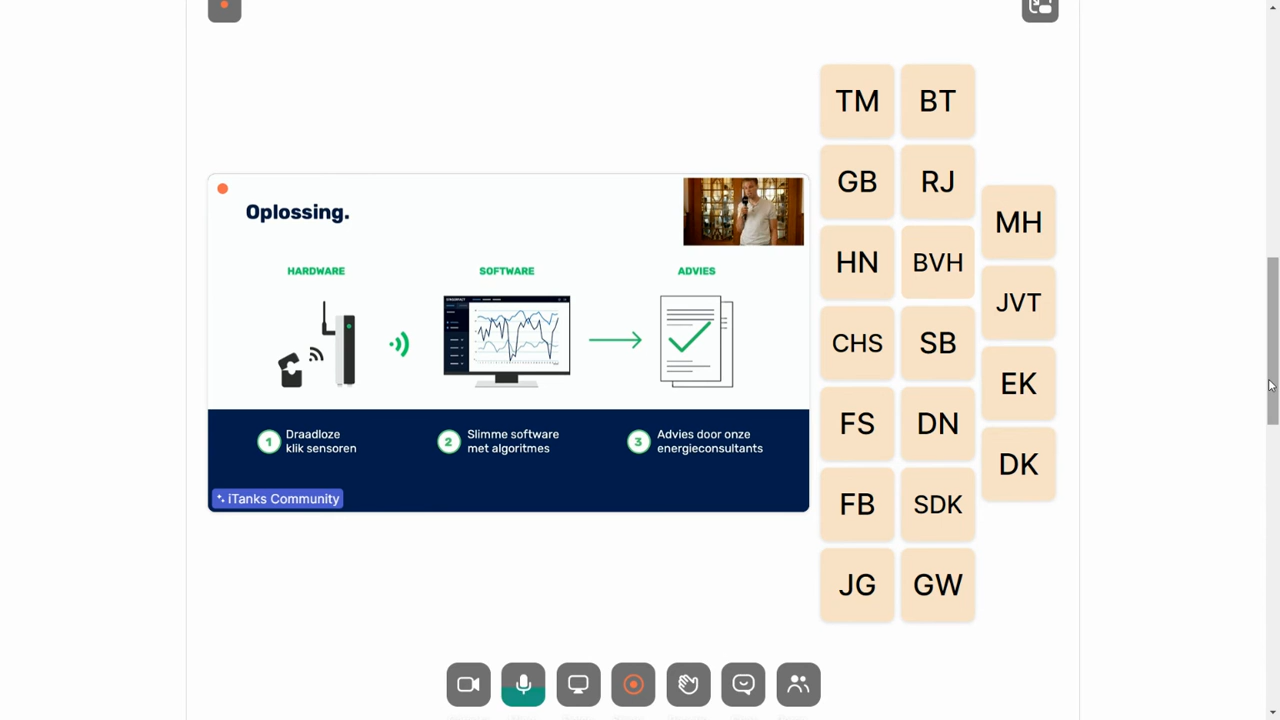 Oplossing.
HARDWARE
SOFTWARE
ADVIES
1
Draadloze
klik sensoren
2
Slimme software
met algoritmes
3
Advies door onze
energieconsultants
iTanks Community
TM
BT
GB
RJ
MH
HN
BVH
JVT
CHS
SB
EK
FS
DN
DK
FB
SDK
JG
GW